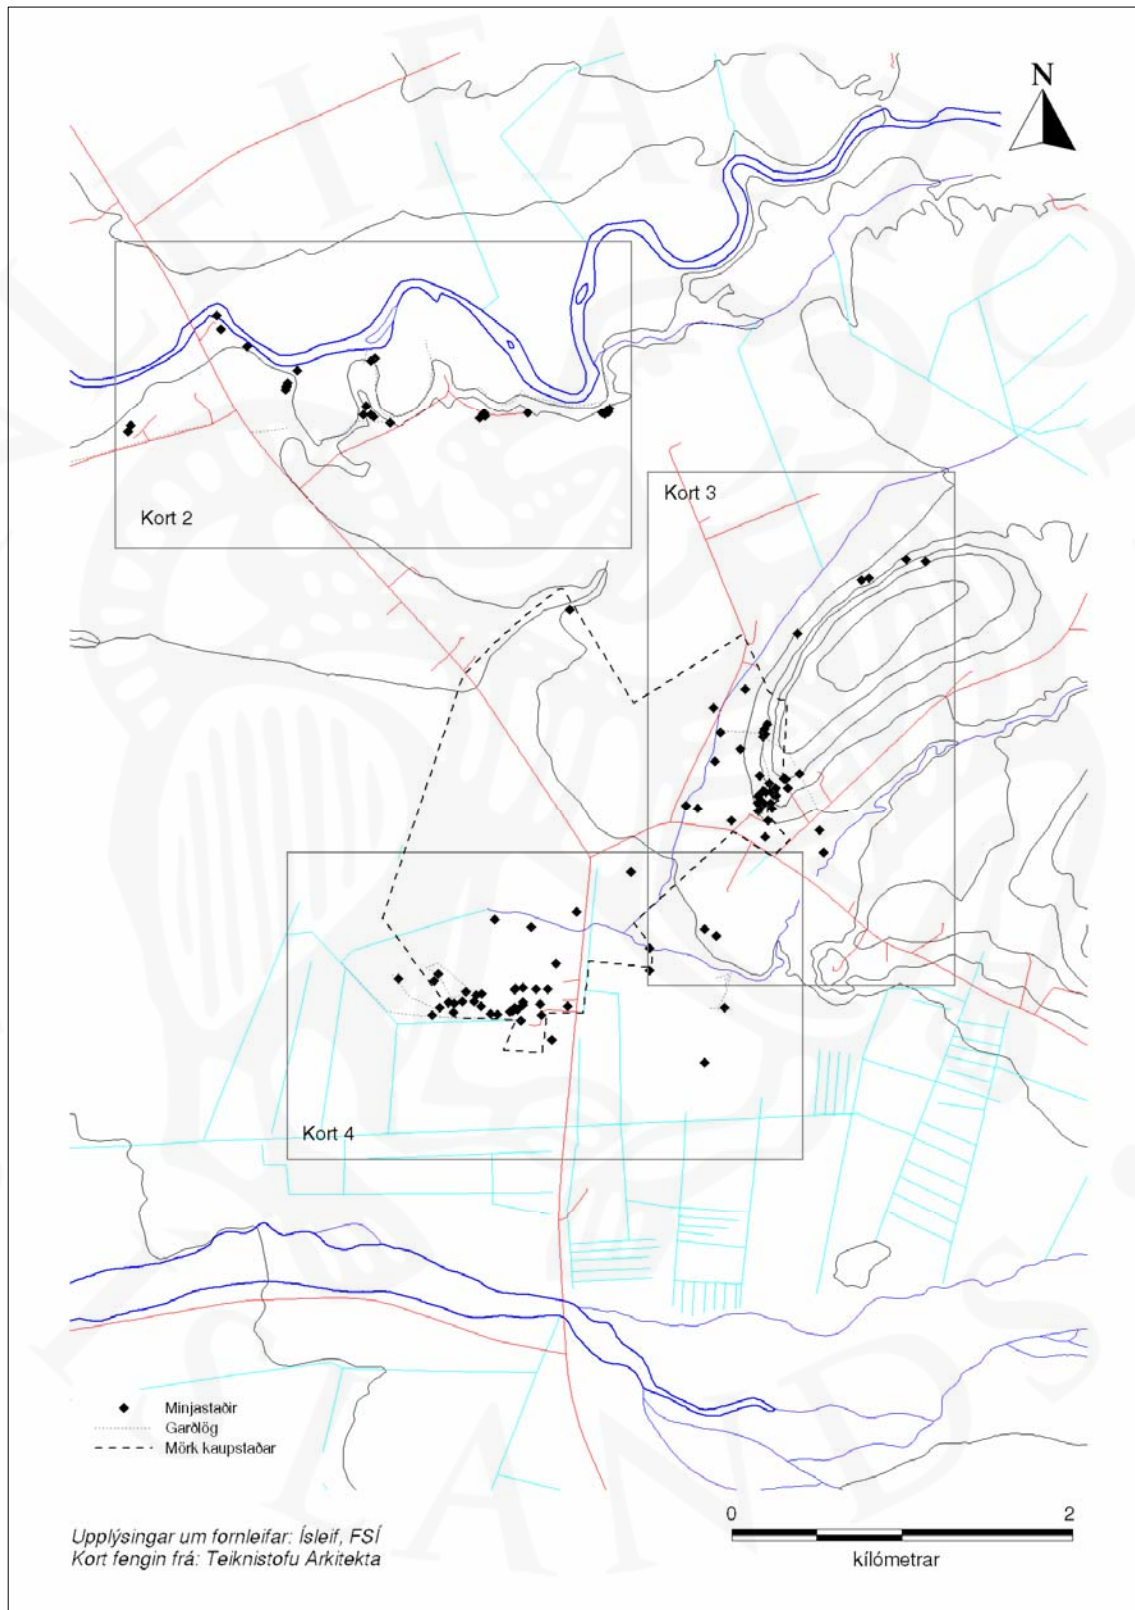 N
Kort 2
Kort 3
Kort 4
Minjastaðir
Garðlög
Mörk kaupstaðar
Upplýsingar um fornleifar: Ísleif, FSÍ
Kort fengin frá: Teiknistofu Arkitekta
0 2
kílómetrar